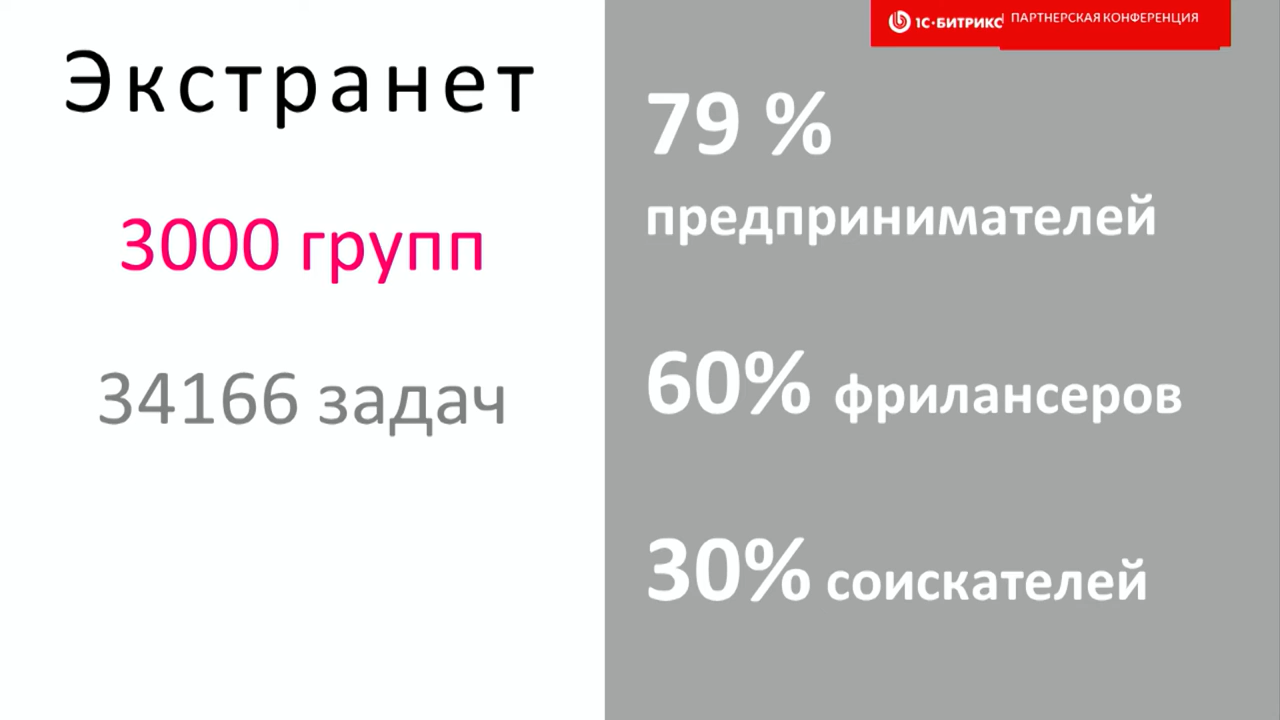 Экстранет
3000 групп
34166 задач
1С·БИТРИКС ПАРТНЕРСКАЯ КОНФЕРЕНЦИЯ
79 %
предпринимателей
60% фрилансеров
30% соискателей